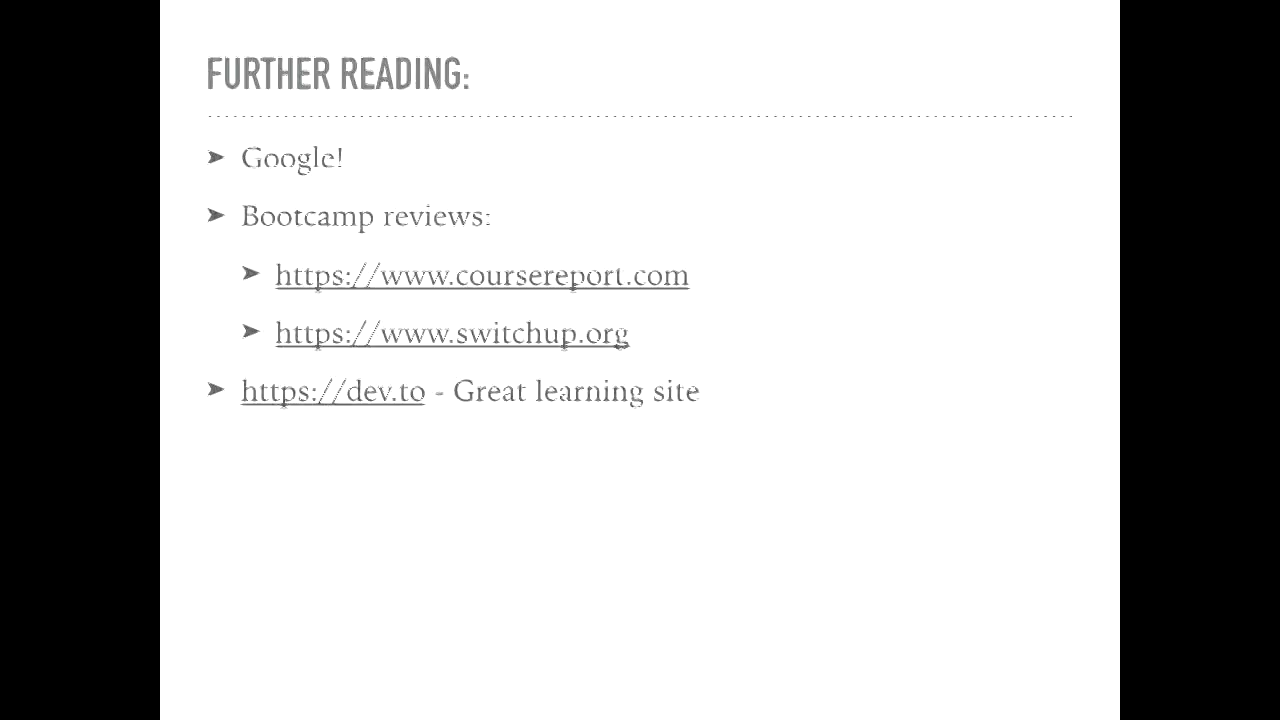 FURTHER READING:
➤ Google!
➤ Bootcamp reviews:
➤ https://www.coursereport.com
➤ https://www.switchup.org
➤ https://dev.to - Great learning site